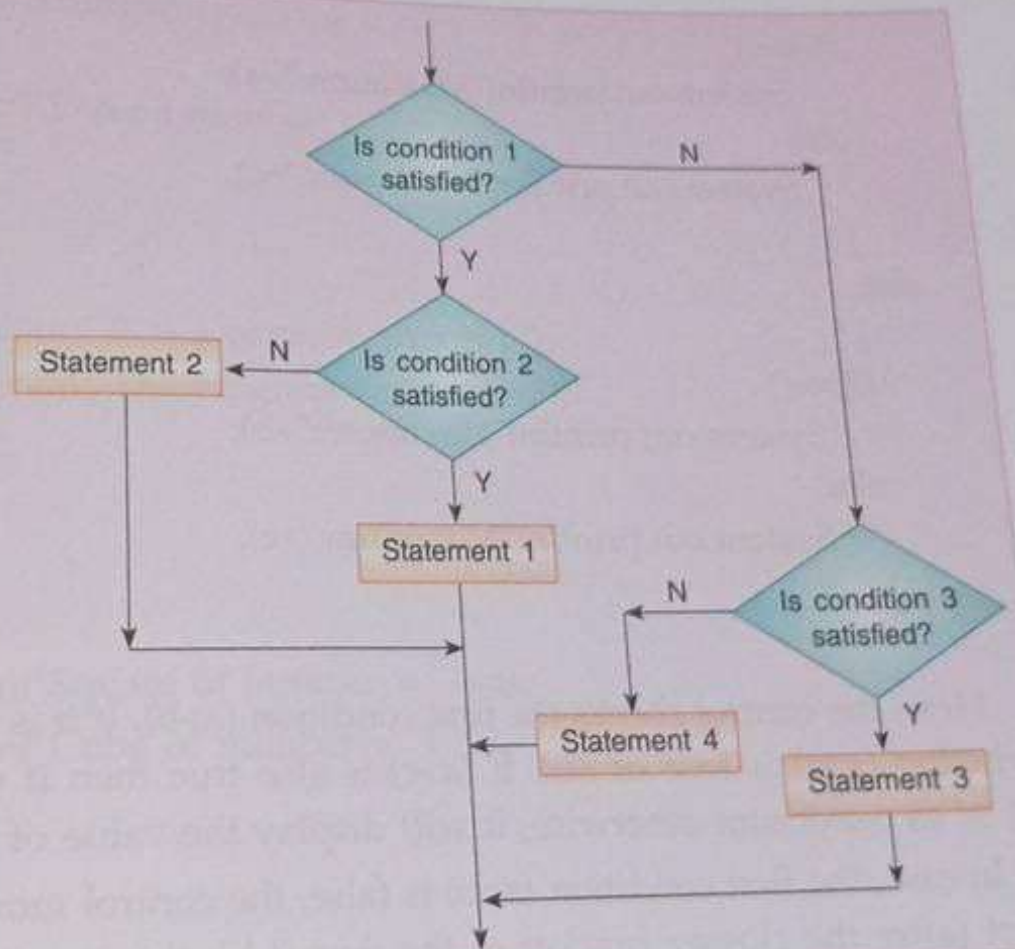 Is condition 1
satisfied?
N
Y
Is condition 2
satisfied?
N
Statement 2
Y
Statement 1
Is condition 3
satisfied?
N
Y
Statement 4
Statement 3